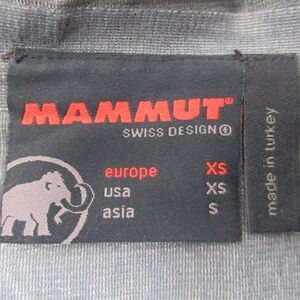 MAMMUT®
SWISS DESIGN
europe XS
usa XS
asia S
made in turkey